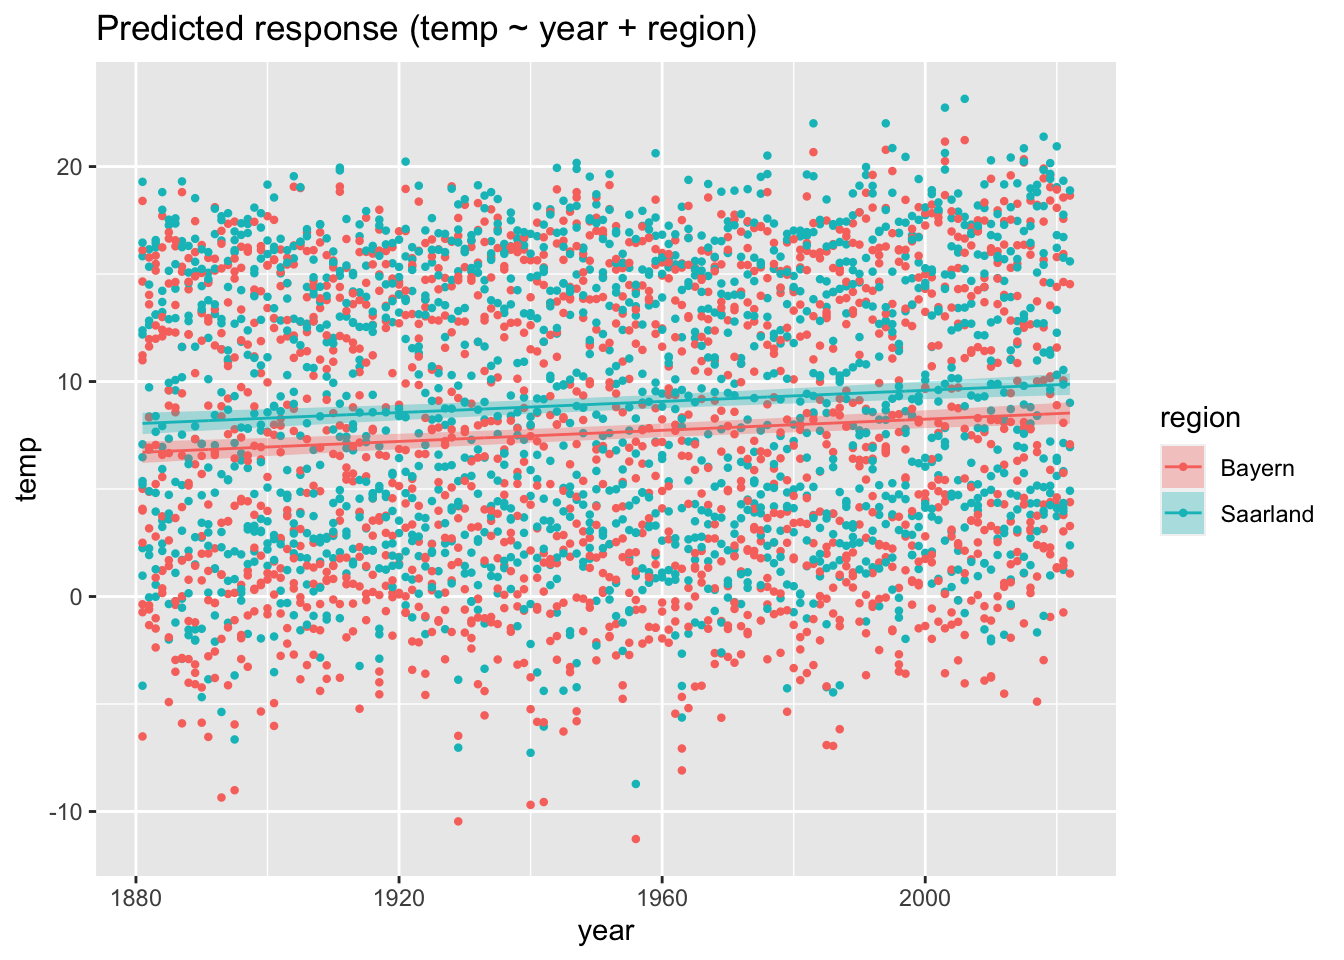 Predicted response (temp ~ year + region)
20
10
0
-10
temp
1880 1920 1960 2000
year
region
Bayern
Saarland